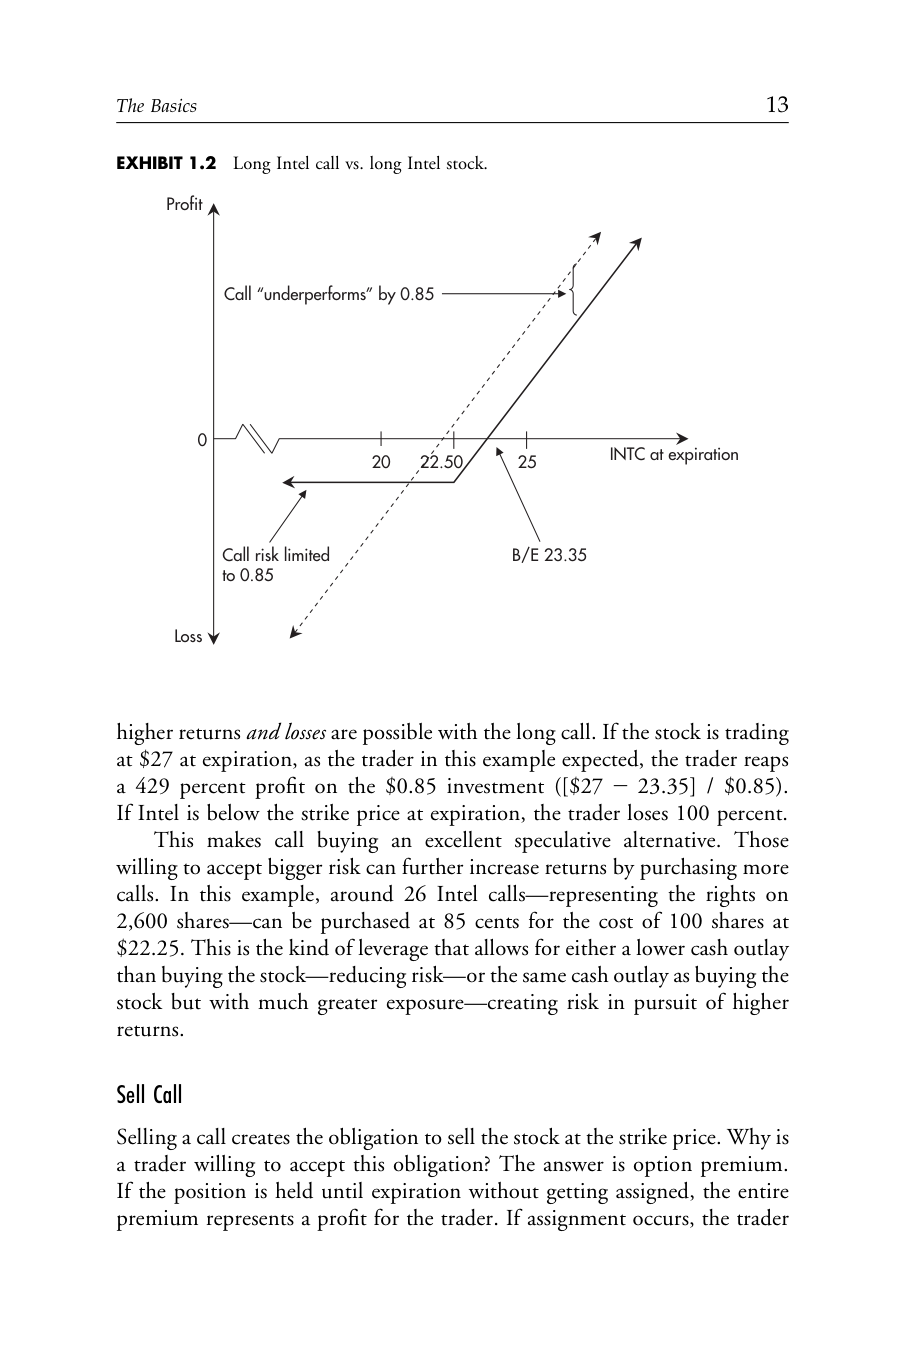 The Basics 13
EXHIBIT 1.2 Long Intel call vs. long Intel stock.
Profit
Call “underperforms” by 0.85
0
20 22.50 25 INTC at expiration
Call risk limited
to 0.85
B/E 23.35
Loss
higher returns and losses are possible with the long call. If the stock is trading
at $27 at expiration, as the trader in this example expected, the trader reaps
a 429 percent profit on the $0.85 investment ([$27 − 23.35] / $0.85).
If Intel is below the strike price at expiration, the trader loses 100 percent.
This makes call buying an excellent speculative alternative. Those
willing to accept bigger risk can further increase returns by purchasing more
calls. In this example, around 26 Intel calls—representing the rights on
2,600 shares—can be purchased at 85 cents for the cost of 100 shares at
$22.25. This is the kind of leverage that allows for either a lower cash outlay
than buying the stock—reducing risk—or the same cash outlay as buying the
stock but with much greater exposure—creating risk in pursuit of higher
returns.
Sell Call
Selling a call creates the obligation to sell the stock at the strike price. Why is
a trader willing to accept this obligation? The answer is option premium.
If the position is held until expiration without getting assigned, the entire
premium represents a profit for the trader. If assignment occurs, the trader